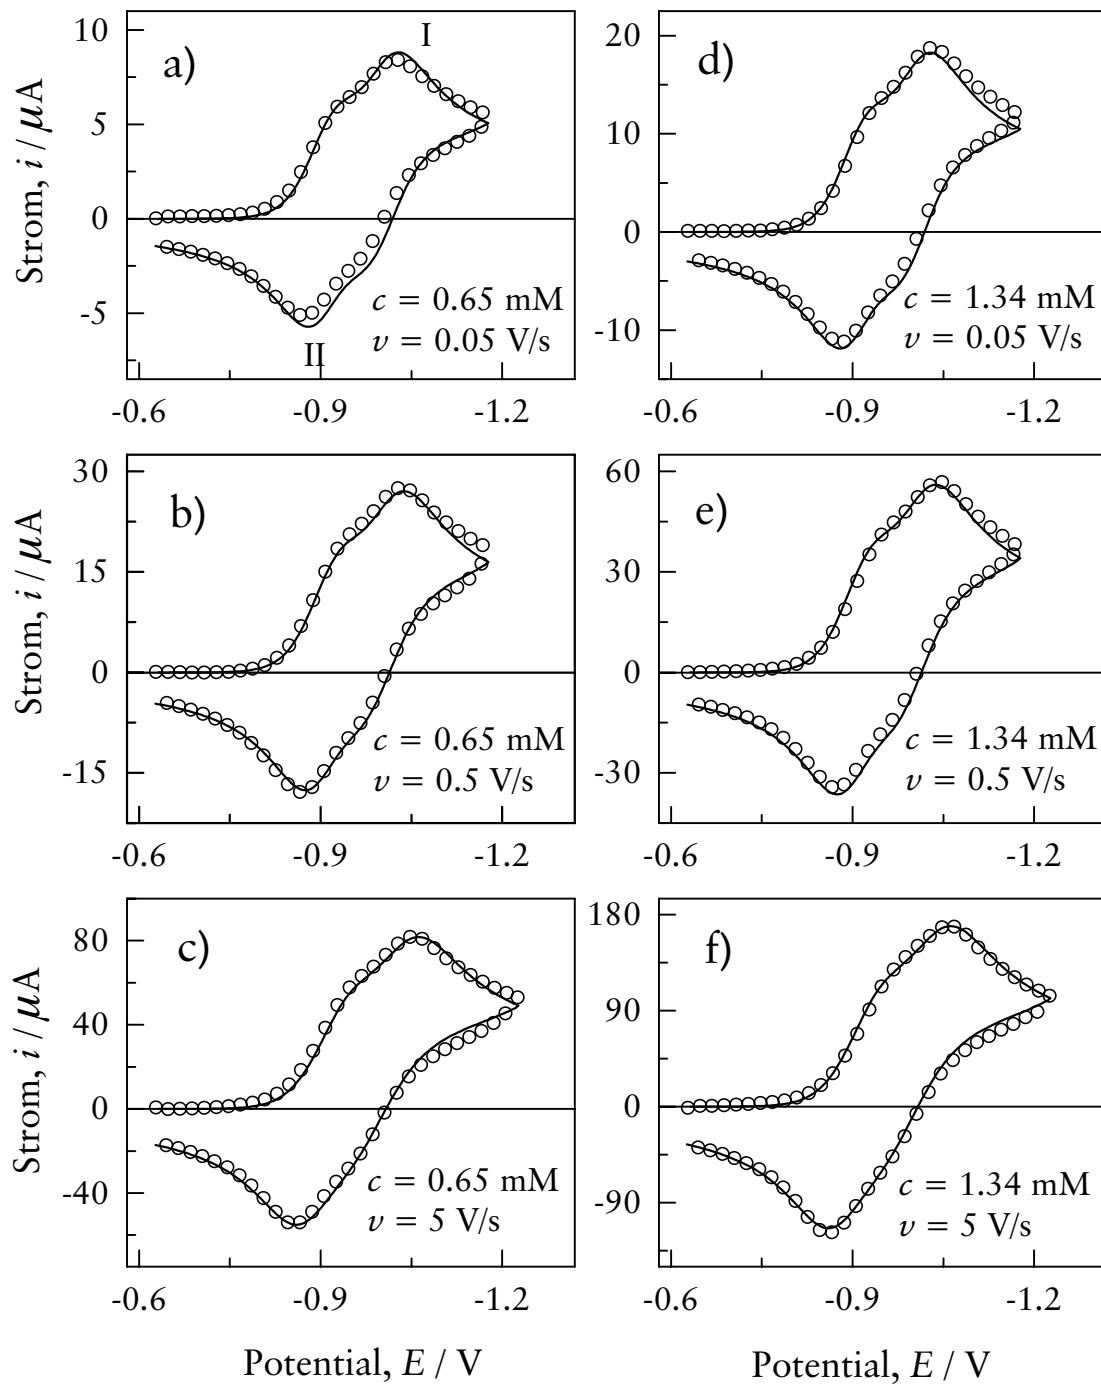 10
5
0
-5
-0.6
-0.9
-1.2
Strom, i / μA
a)
I
II
c = 0.65 mM
v = 0.05 V/s
20
10
0
-10
-0.6
-0.9
-1.2
d)
c = 1.34 mM
v = 0.05 V/s
30
15
0
-15
-0.6
-0.9
-1.2
Strom, i / μA
b)
c = 0.65 mM
v = 0.5 V/s
60
30
0
-30
-0.6
-0.9
-1.2
e)
c = 1.34 mM
v = 0.5 V/s
80
40
0
-40
-0.6
-0.9
-1.2
Strom, i / μA
c)
c = 0.65 mM
v = 5 V/s
Potential, E / V
180
90
0
-90
-0.6
-0.9
-1.2
f)
c = 1.34 mM
v = 5 V/s
Potential, E / V